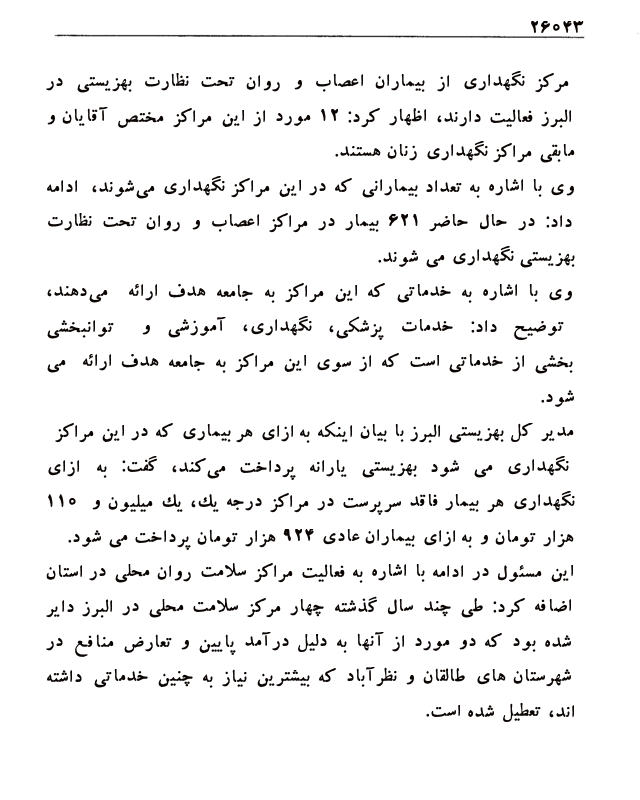 ۲۶۰۴۳
مرکز نگهداری از بیماران اعصاب و روان تحت نظارت بهزیستی در
البرز فعالیت دارند، اظهار کرد: ۱۲ مورد از این مراکز مختص آقایان و
مابقی مراکز نگهداری زنان هستند.
وی با اشاره به تعداد بیمارانی که در این مراکز نگهداری می‌شوند، ادامه
داد: در حال حاضر ۶۲۱ بیمار در مراکز اعصاب و روان تحت نظارت
بهزیستی نگهداری می شوند.
وی با اشاره به خدماتی که این مراکز به جامعه هدف ارائه می‌دهند،
توضیح داد: خدمات پزشکی، نگهداری، آموزشی و توانبخشی
بخشی از خدماتی است که از سوی این مراکز به جامعه هدف ارائه می
شود.
مدیر کل بهزیستی البرز با بیان اینکه به ازای هر بیماری که در این مراکز
نگهداری می شود بهزیستی یارانه پرداخت می‌کند، گفت: به ازای
نگهداری هر بیمار فاقد سرپرست در مراکز درجه یك، یك میلیون و ۱۱۰
هزار تومان و به ازای بیماران عادی ۹۲۴ هزار تومان پرداخت می شود.
این مسئول در ادامه با اشاره به فعالیت مراکز سلامت روان محلی در استان
اضافه کرد: طی چند سال گذشته چهار مرکز سلامت محلی در البرز دایر
شده بود که دو مورد از آنها به دلیل درآمد پایین و تعارض منافع در
شهرستان های طالقان و نظرآباد که بیشترین نیاز به چنین خدماتی داشته
اند، تعطیل شده است.